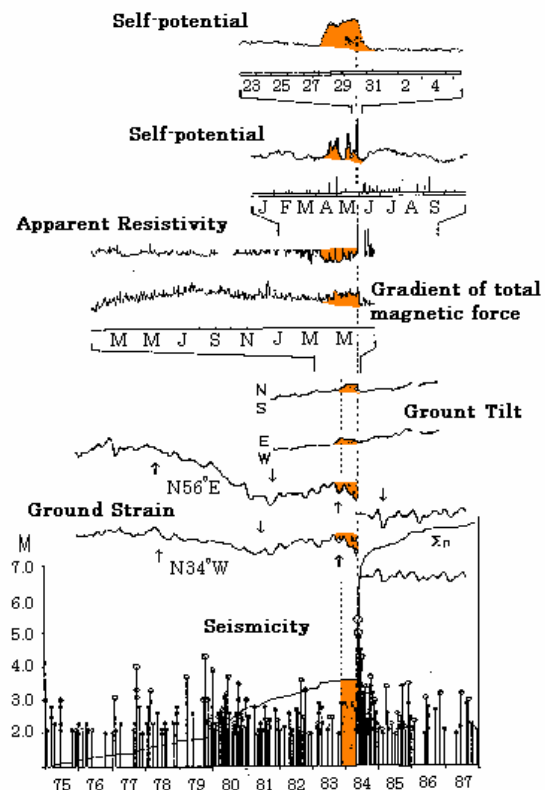 Self-potential
23 25 27 29 31 2 4
Self-potential
J F M A M J J A S
Apparent Resistivity
Gradient of total
magnetic force
M M J S N J M M
N
S
Grount Tilt
E
W
N56°E
Ground Strain
N34°W
Σn
M
7.0
6.0
Seismicity
5.0
4.0
3.0
2.0
75 76 77 78 79 80 81 82 83 84 85 86 87